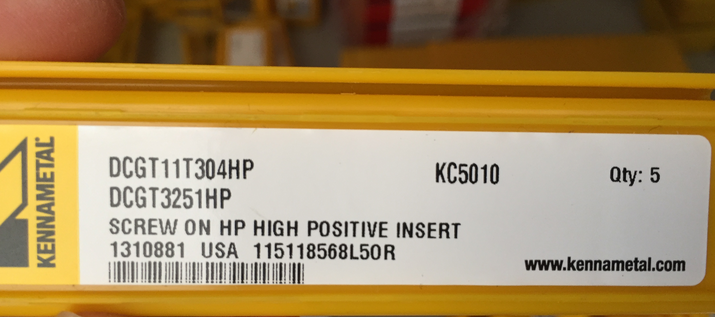 KENNAMETAL
DCGT11T304HP KC5010 Qty: 5
DCGT3251HP
SCREW ON HP HIGH POSITIVE INSERT
1310881 USA 115118568L50R
www.kennametal.com